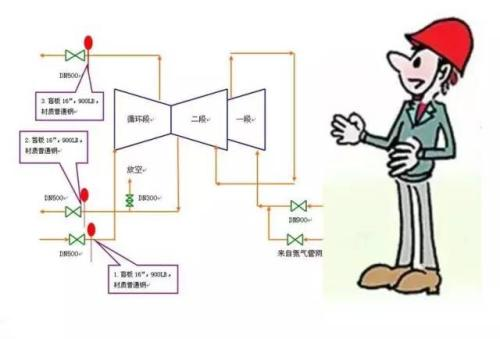 DN500
3. 盲板 16", 900LB,
材质普通钢
循环段
二段
一段
2. 盲板 16", 900LB,
材质普通钢
放空
DN500
DN300
DN900
DN500
来自氮气管网
1. 盲板 16", 900LB,
材质普通钢